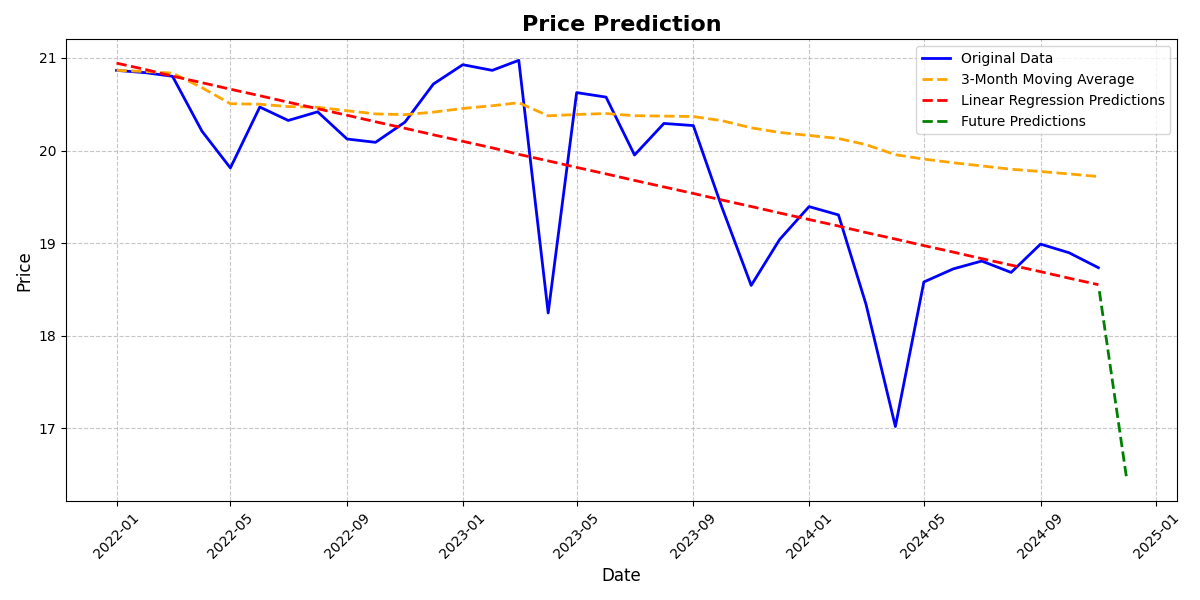 Price Prediction
Original Data
3-Month Moving Average
Linear Regression Predictions
Future Predictions
Price
21
20
19
18
17
2022-01
2022-05
2022-09
2023-01
2023-05
2023-09
2024-01
2024-05
2024-09
2025-01
Date